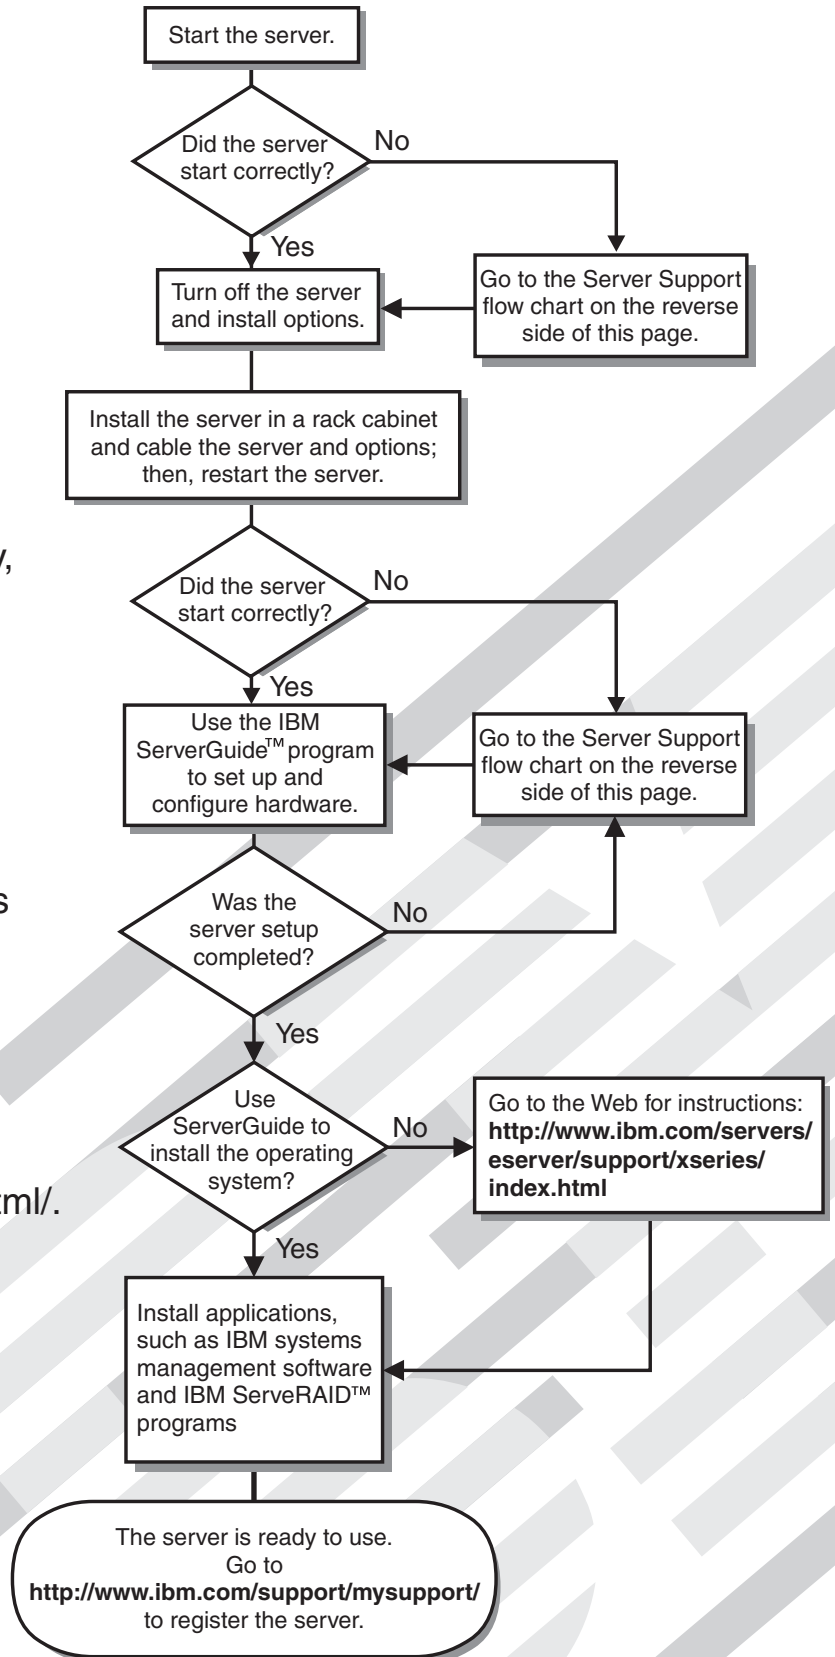 Start the server.
Did the server
start correctly?
No
Yes
Turn off the server
and install options.
Go to the Server Support
flow chart on the reverse
side of this page.
Install the server in a rack cabinet
and cable the server and options;
then, restart the server.
Did the server
start correctly?
No
Yes
Use the IBM
ServerGuide™ program
to set up and
configure hardware.
Go to the Server Support
flow chart on the reverse
side of this page.
Was the
server setup
completed?
No
Yes
Use
ServerGuide to
install the operating
system?
No
Go to the Web for instructions:
http://www.ibm.com/servers/
eserver/support/xseries/
index.html
Yes
Install applications,
such as IBM systems
management software
and IBM ServeRAID™
programs
The server is ready to use.
Go to
http://www.ibm.com/support/mysupport/
to register the server.